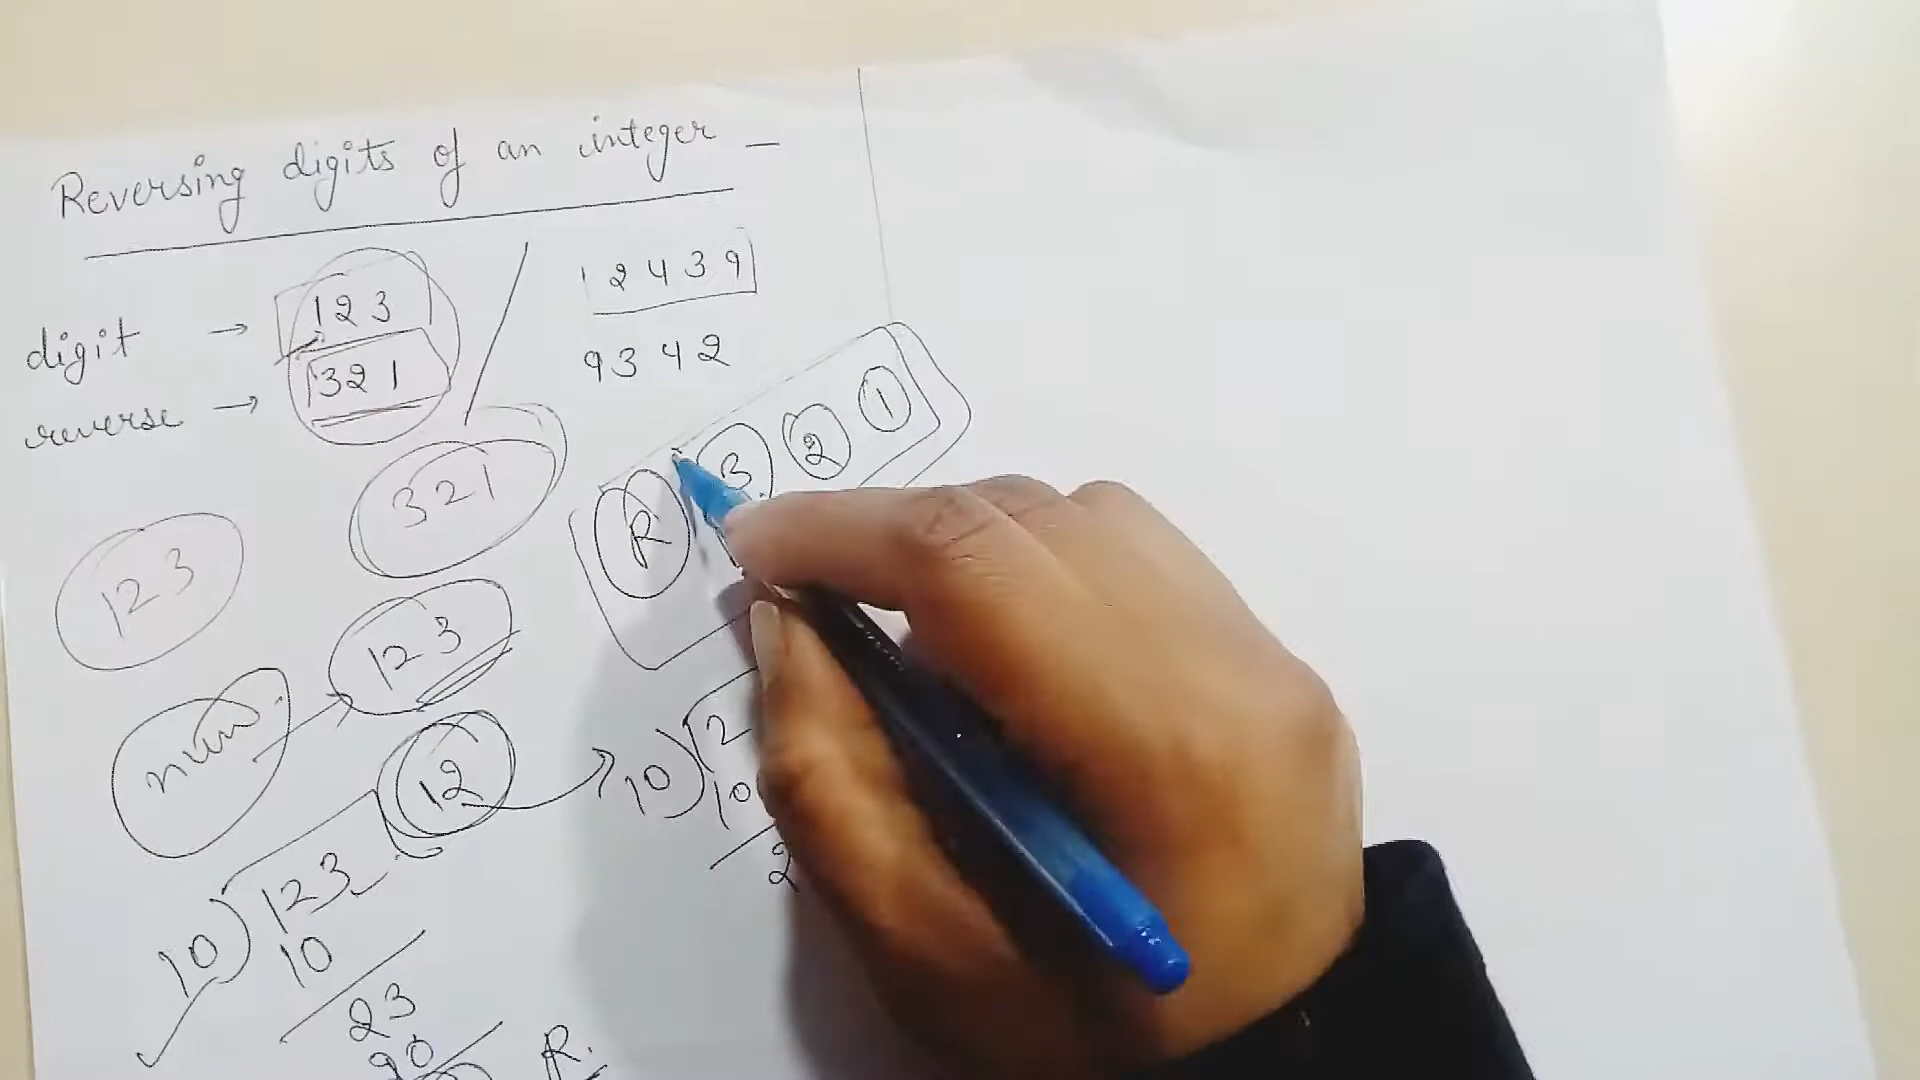 Reversing digits of an integer -
digit → 123
reverse → 321
12439
9342
321
R 3 2 1
123
123
num
12
10) 123
10
23
20
R.
10) 2
10
2